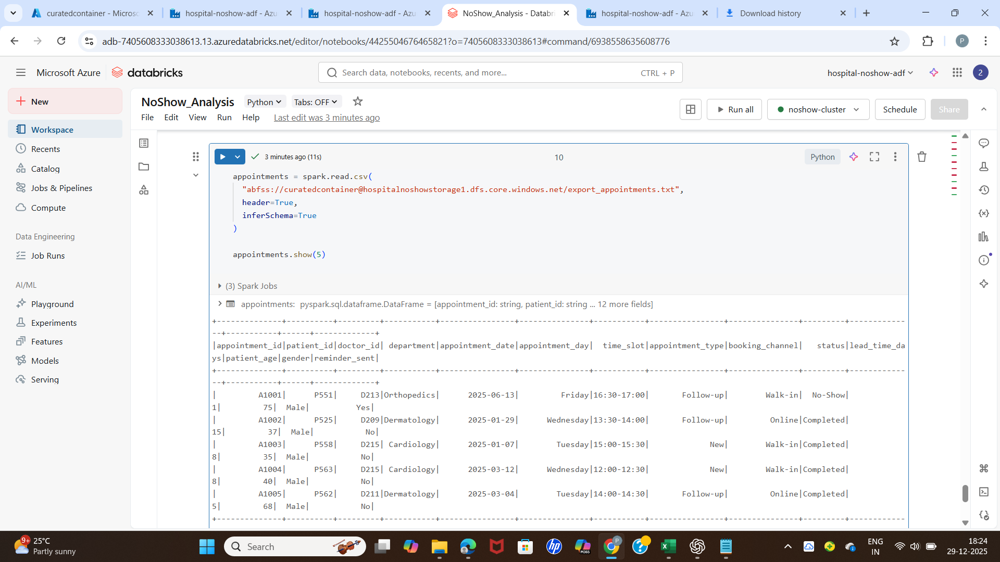 curatedcontainer - Microsc
hospital-noshow-adf - Azu
hospital-noshow-adf - Azu
NoShow_Analysis - Databri
hospital-noshow-adf - Azu
Download history
adb-7405608333038613.13.azuredatabricks.net/editor/notebooks/4425504676465821?o=7405608333038613#command/6938558635608776
P
Microsoft Azure
databricks
Search data, notebooks, recents, and more...
CTRL + P
hospital-noshow-adf
2
New
Workspace
Recents
Catalog
Jobs & Pipelines
Compute
Data Engineering
Job Runs
AI/ML
Playground
Experiments
Features
Models
Serving
NoShow_Analysis
Python
Tabs: OFF
File Edit View Run Help Last edit was 3 minutes ago
Run all
noshow-cluster
Schedule
Share
3 minutes ago (11s)
10
Python
appointments = spark.read.csv(
"abfss://curatedcontainer@hospitalnoshowstorage1.dfs.core.windows.net/export_appointments.txt",
header=True,
inferSchema=True
)
appointments.show(5)
(3) Spark Jobs
appointments: pyspark.sql.dataframe.DataFrame = [appointment_id: string, patient_id: string ... 12 more fields]
+--------------+----------+---------+-----------+----------------+---------------+-----------+----------------+---------------+---------+------------
--+-----------+------+-------------+
|appointment_id|patient_id|doctor_id| department|appointment_date|appointment_day|  time_slot|appointment_type|booking_channel|   status|lead_time_da
ys|patient_age|gender|reminder_sent|
+--------------+----------+---------+-----------+----------------+---------------+-----------+----------------+---------------+---------+------------
--+-----------+------+-------------+
|         A1001|      P551|     D213|Orthopedics|      2025-06-13|         Friday|16:30-17:00|       Follow-up|        Walk-in|  No-Show|
1|         75|  Male|          Yes|
|         A1002|      P525|     D209|Dermatology|      2025-01-29|      Wednesday|13:30-14:00|       Follow-up|         Online|Completed|
15|         37|  Male|           No|
|         A1003|      P558|     D215| Cardiology|      2025-01-07|        Tuesday|15:00-15:30|             New|        Walk-in|Completed|
8|         35|  Male|           No|
|         A1004|      P563|     D215| Cardiology|      2025-03-12|      Wednesday|12:00-12:30|             New|        Walk-in|Completed|
8|         40|  Male|           No|
|         A1005|      P562|     D211|Dermatology|      2025-03-04|        Tuesday|14:00-14:30|       Follow-up|         Online|Completed|
5|         68|  Male|           No|
+--------------+----------+---------+-----------+----------------+---------------+-----------+----------------+---------------+---------+------------
9+
25°C
Partly sunny
Search
hp
M365
P
ENG
IN
18:24
29-12-2025